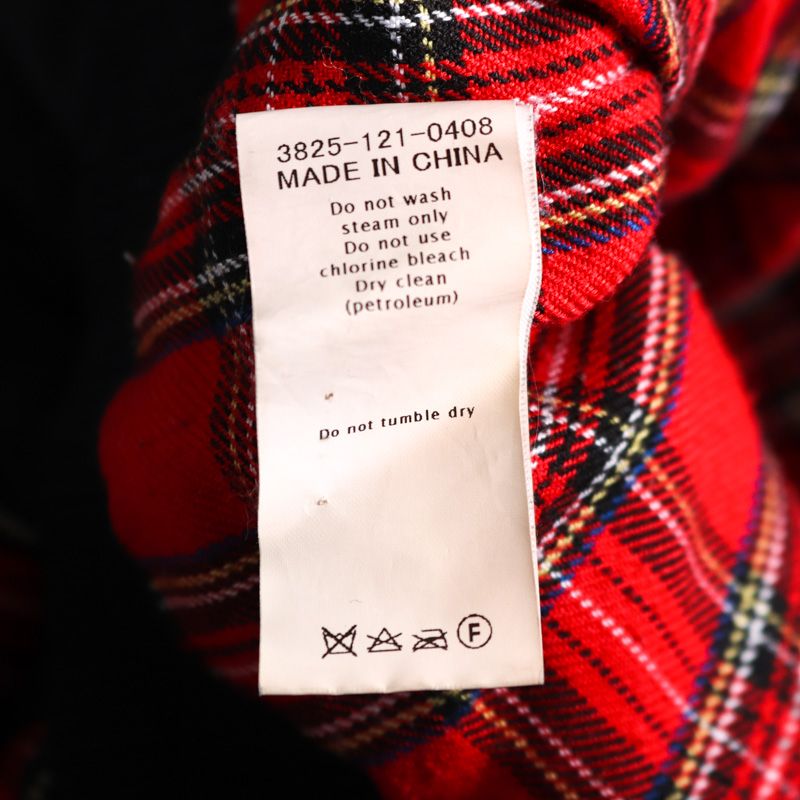 3825-121-0408
MADE IN CHINA
Do not wash
steam only
Do not use
chlorine bleach
Dry clean
(petroleum)
Do not tumble dry
F